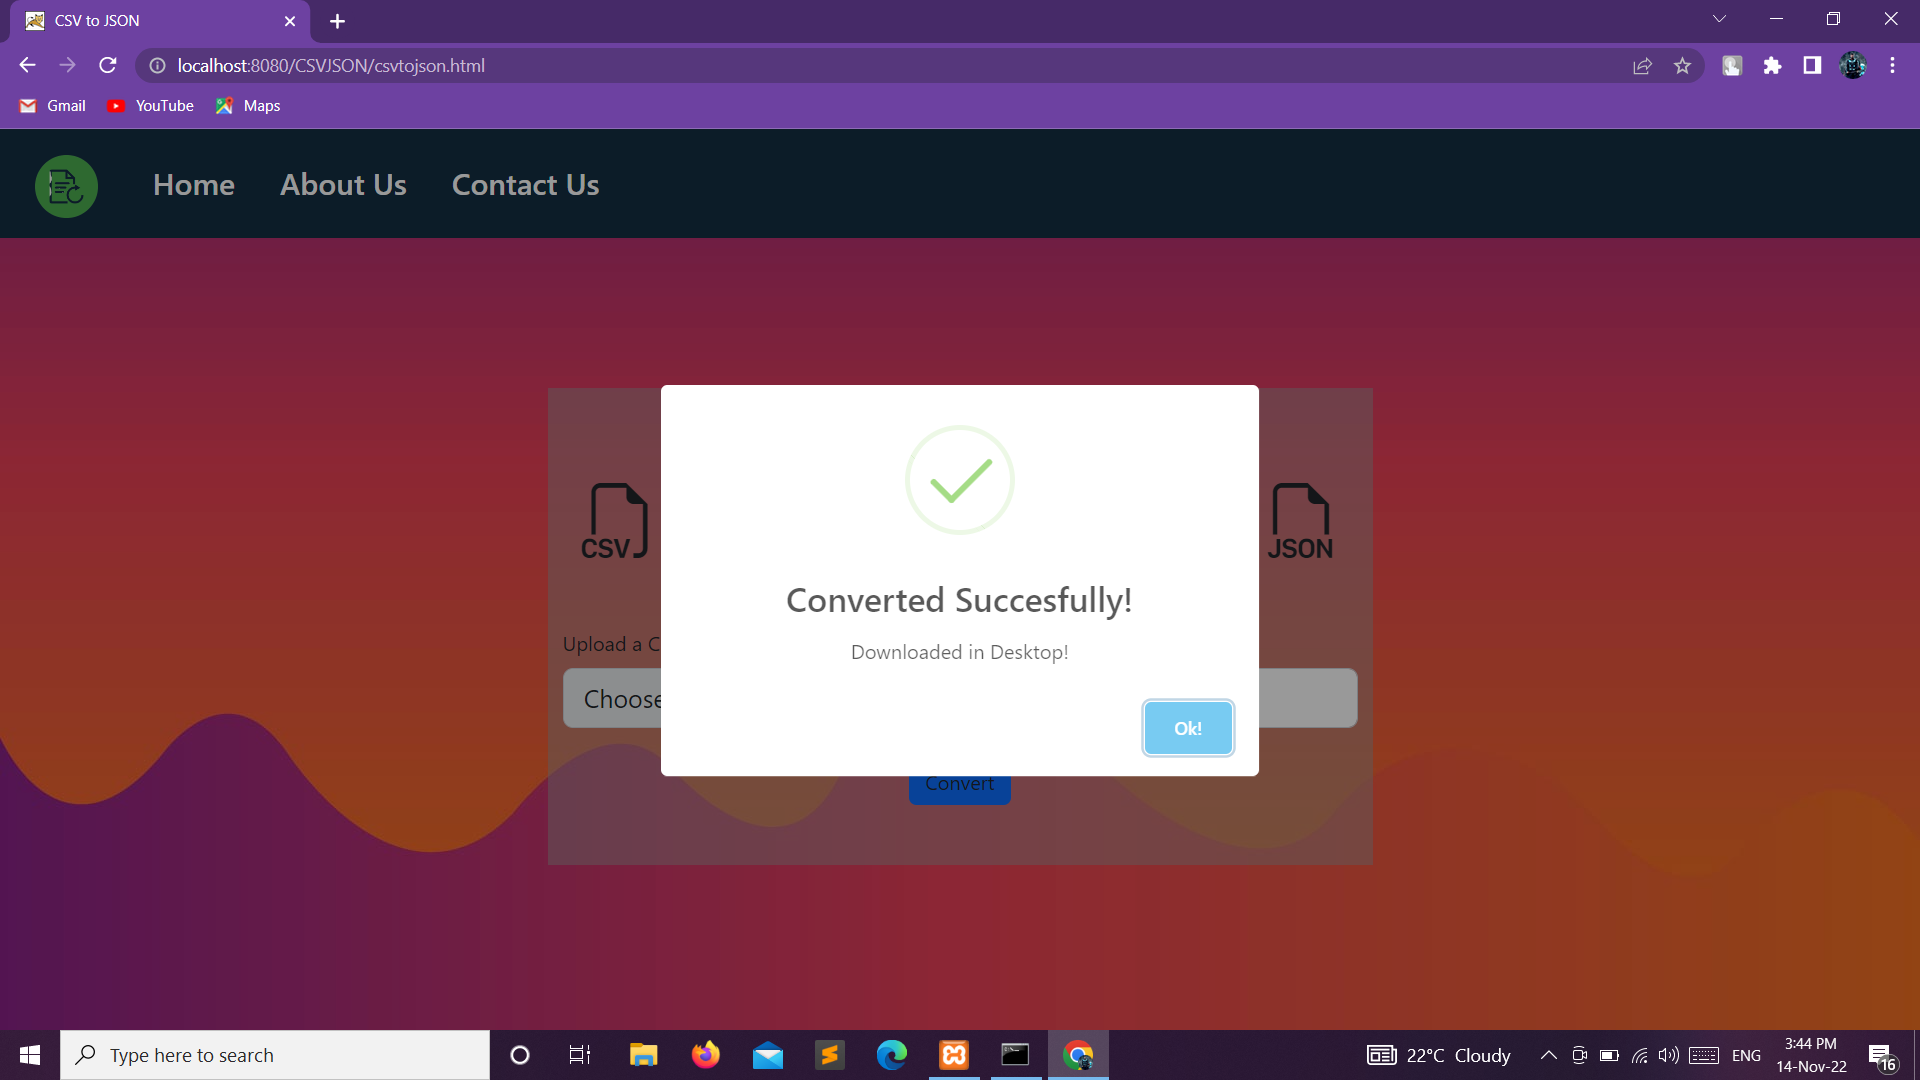 CSV to JSON
localhost:8080/CSVJSON/csvtojson.html
Gmail YouTube Maps
Home About Us Contact Us
CSV JSON
Converted Succesfully!
Upload a C
Downloaded in Desktop!
Choose
Ok!
Convert
Type here to search
22°C Cloudy
ENG
3:44 PM
14-Nov-22
16